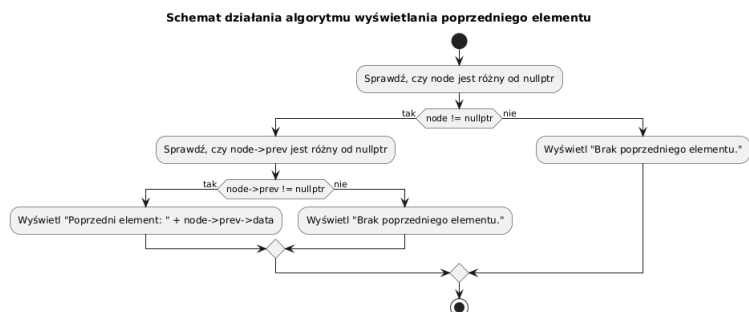 Schemat działania algorytmu wyświetlania poprzedniego elementu
Sprawdź, czy node jest różny od nullptr
tak
node != nullptr
nie
Sprawdź, czy node->prev jest różny od nullptr
Wyświetl "Brak poprzedniego elementu."
tak
node->prev != nullptr
nie
Wyświetl "Poprzedni element: " + node->prev->data
Wyświetl "Brak poprzedniego elementu."